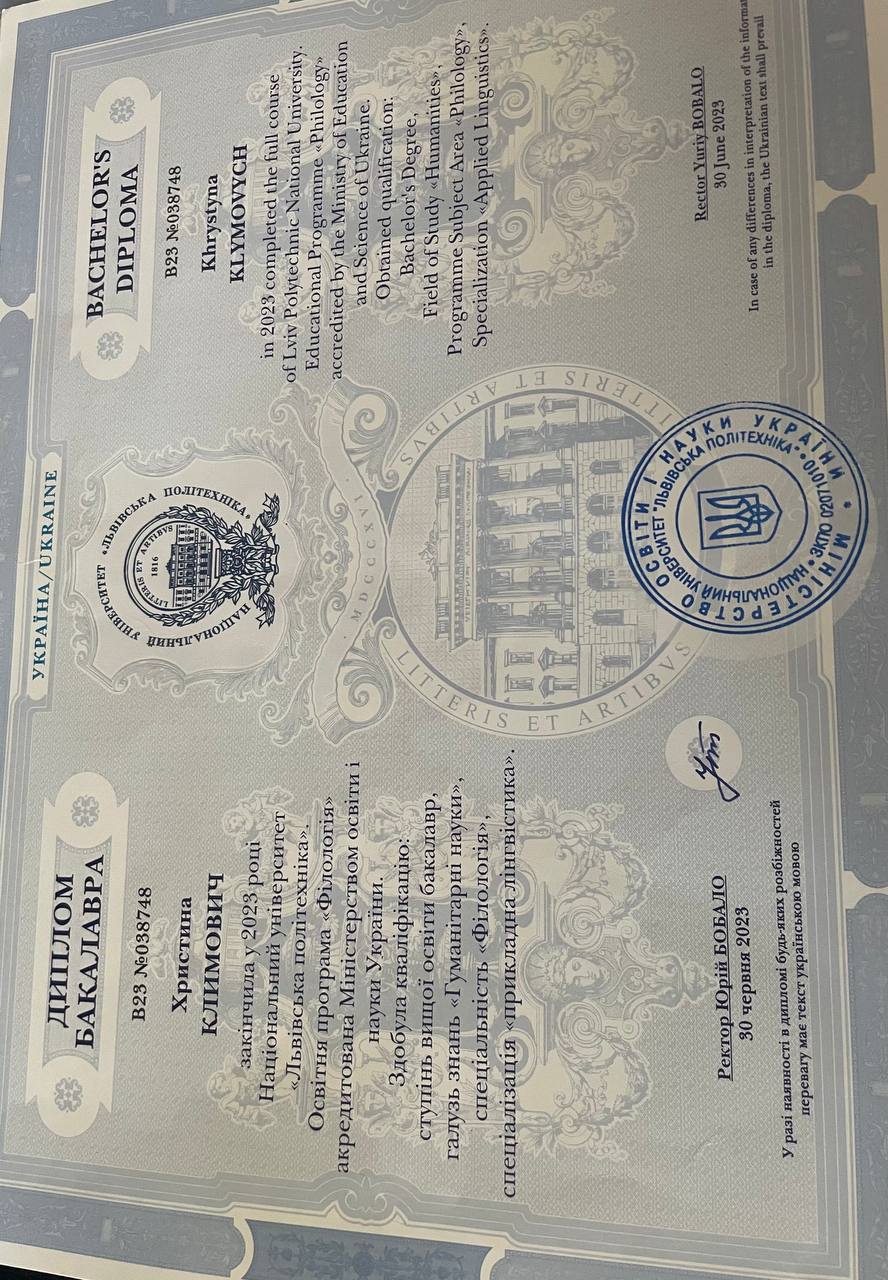 УКРАЇНА/UKRAINE
ДИПЛОМ
БАКАЛАВРА
В23 №038748
Христина
КЛИМОВИЧ
закінчила у 2023 році
Національний університет
«Львівська політехніка».
Освітня програма «Філологія»
акредитована Міністерством освіти і
науки України.
Здобула кваліфікацію:
ступінь вищої освіти бакалавр,
галузь знань «Гуманітарні науки»,
спеціальність «Філологія»,
спеціалізація «прикладна лінгвістика».
Ректор Юрій БОБАЛО
30 червня 2023
У разі наявності в дипломі будь-яких розбіжностей
перевагу має текст українською мовою
НАЦІОНАЛЬНИЙ УНІВЕРСИТЕТ «ЛЬВІВСЬКА ПОЛІТЕХНІКА»
LITTERIS ET ARTIBVS
1816
· MDCCCXVI ·
LITTERIS ET ARTIBVS
LITTERIS ET ARTIBVS
МІНІСТЕРСТВО ОСВІТИ І НАУКИ УКРАЇНИ
НАЦІОНАЛЬНИЙ УНІВЕРСИТЕТ "ЛЬВІВСЬКА ПОЛІТЕХНІКА"
BACHELOR'S
DIPLOMA
B23 №038748
Khrystyna
KLYMOVYCH
in 2023 completed the full course
of Lviv Polytechnic National University.
Educational Programme «Philology»
accredited by the Ministry of Education
and Science of Ukraine.
Obtained qualification:
Bachelor's Degree,
Field of Study «Humanities»,
Programme Subject Area «Philology»,
Specialization «Applied Linguistics».
Rector Yuriy BOBALO
30 June 2023
In case of any differences in interpretation of the informat
in the diploma, the Ukrainian text shall prevail